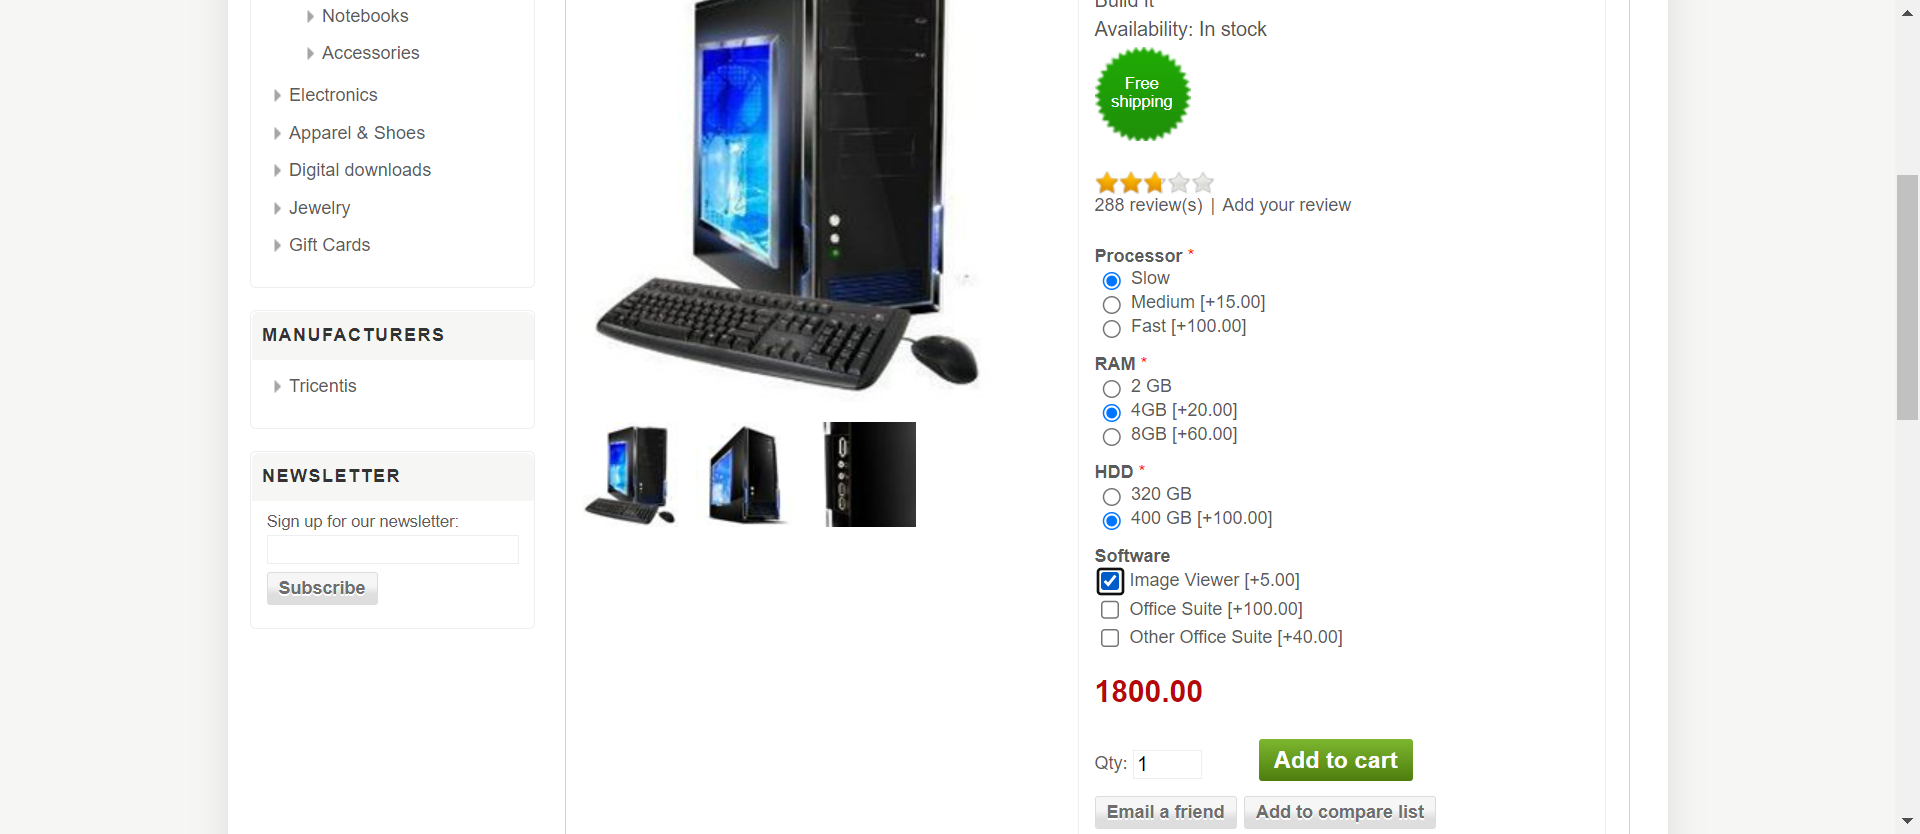 Notebooks
Accessories
Electronics
Apparel & Shoes
Digital downloads
Jewelry
Gift Cards
MANUFACTURERS
Tricentis
NEWSLETTER
Sign up for our newsletter:
Subscribe
Build it
Availability: In stock
Free
shipping
288 review(s) | Add your review
Processor *
Slow
Medium [+15.00]
Fast [+100.00]
RAM *
2 GB
4GB [+20.00]
8GB [+60.00]
HDD *
320 GB
400 GB [+100.00]
Software
Image Viewer [+5.00]
Office Suite [+100.00]
Other Office Suite [+40.00]
1800.00
Qty: 1
Add to cart
Email a friend
Add to compare list